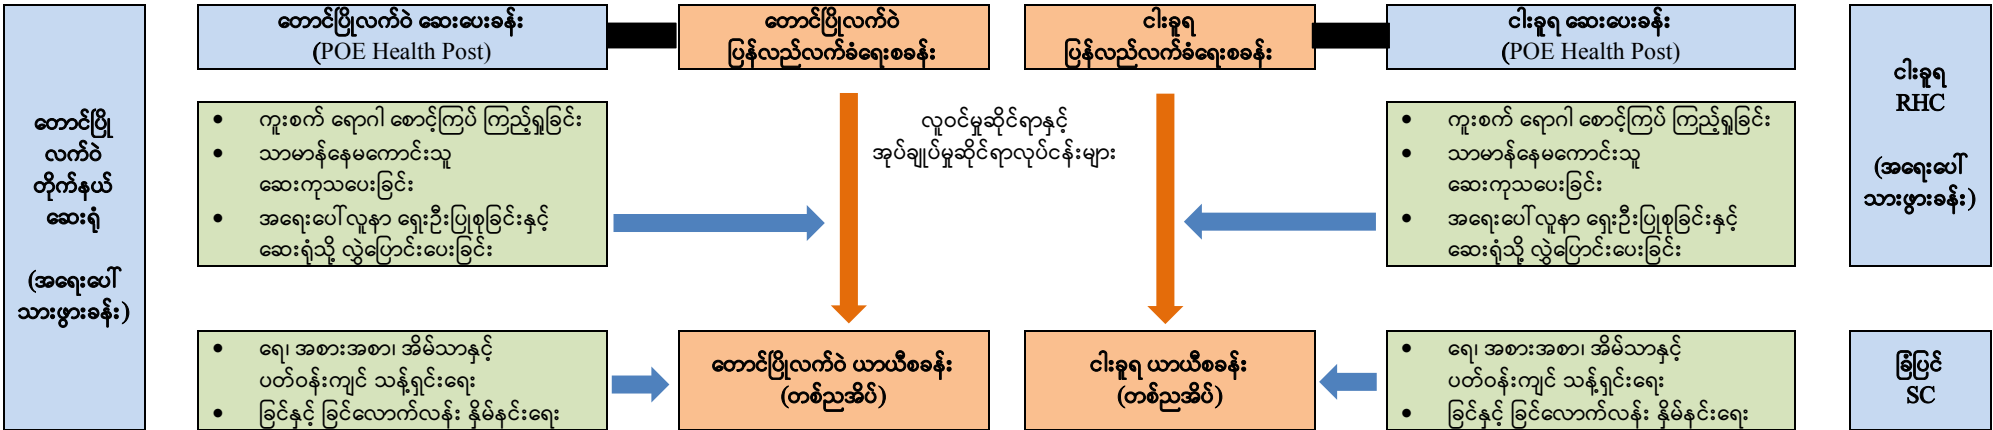 တောင်ပြို
လက်ဝဲ
တိုက်နယ်
ဆေးရုံ
(အရေးပေါ်
သားဖွားခန်း)
တောင်ပြိုလက်ဝဲ ဆေးပေးခန်း
(POE Health Post)
တောင်ပြိုလက်ဝဲ
ပြန်လည်လက်ခံရေးစခန်း
ငါးခူရ
ပြန်လည်လက်ခံရေးစခန်း
ငါးခူရ ဆေးပေးခန်း
(POE Health Post)
ငါးခူရ
RHC
(အရေးပေါ်
သားဖွားခန်း)
• ကူးစက် ရောဂါ စောင့်ကြပ် ကြည့်ရှုခြင်း
• သာမာန်နေမကောင်းသူ
ဆေးကုသပေးခြင်း
• အရေးပေါ်လူနာ ရှေးဦးပြုစုခြင်းနှင့်
ဆေးရုံသို့ လွှဲပြောင်းပေးခြင်း
လူဝင်မှုဆိုင်ရာနှင့်
အုပ်ချုပ်မှုဆိုင်ရာလုပ်ငန်းများ
• ကူးစက် ရောဂါ စောင့်ကြပ် ကြည့်ရှုခြင်း
• သာမာန်နေမကောင်းသူ
ဆေးကုသပေးခြင်း
• အရေးပေါ်လူနာ ရှေးဦးပြုစုခြင်းနှင့်
ဆေးရုံသို့ လွှဲပြောင်းပေးခြင်း
• ရေ၊ အစားအစာ၊ အိမ်သာနှင့်
ပတ်ဝန်းကျင် သန့်ရှင်းရေး
• ခြင်နှင့် ခြင်လောက်လန်း နှိမ်နင်းရေး
တောင်ပြိုလက်ဝဲ ယာယီစခန်း
(တစ်ညအိပ်)
ငါးခူရ ယာယီစခန်း
(တစ်ညအိပ်)
• ရေ၊ အစားအစာ၊ အိမ်သာနှင့်
ပတ်ဝန်းကျင် သန့်ရှင်းရေး
• ခြင်နှင့် ခြင်လောက်လန်း နှိမ်နင်းရေး
ခြံပြင်
SC